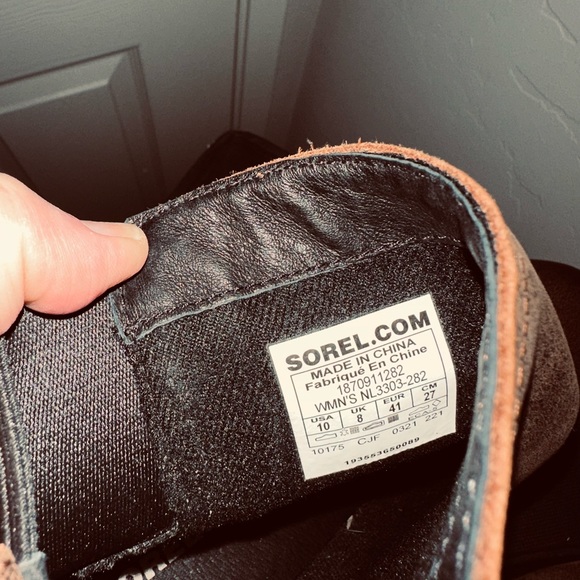 SOREL.COM
MADE IN CHINA
Fabriqué En Chine
1870911282
WMN'S NL3303-282
USA UK EUR CM
10 8 41 27
10175 CJF 0321 221
193553650089